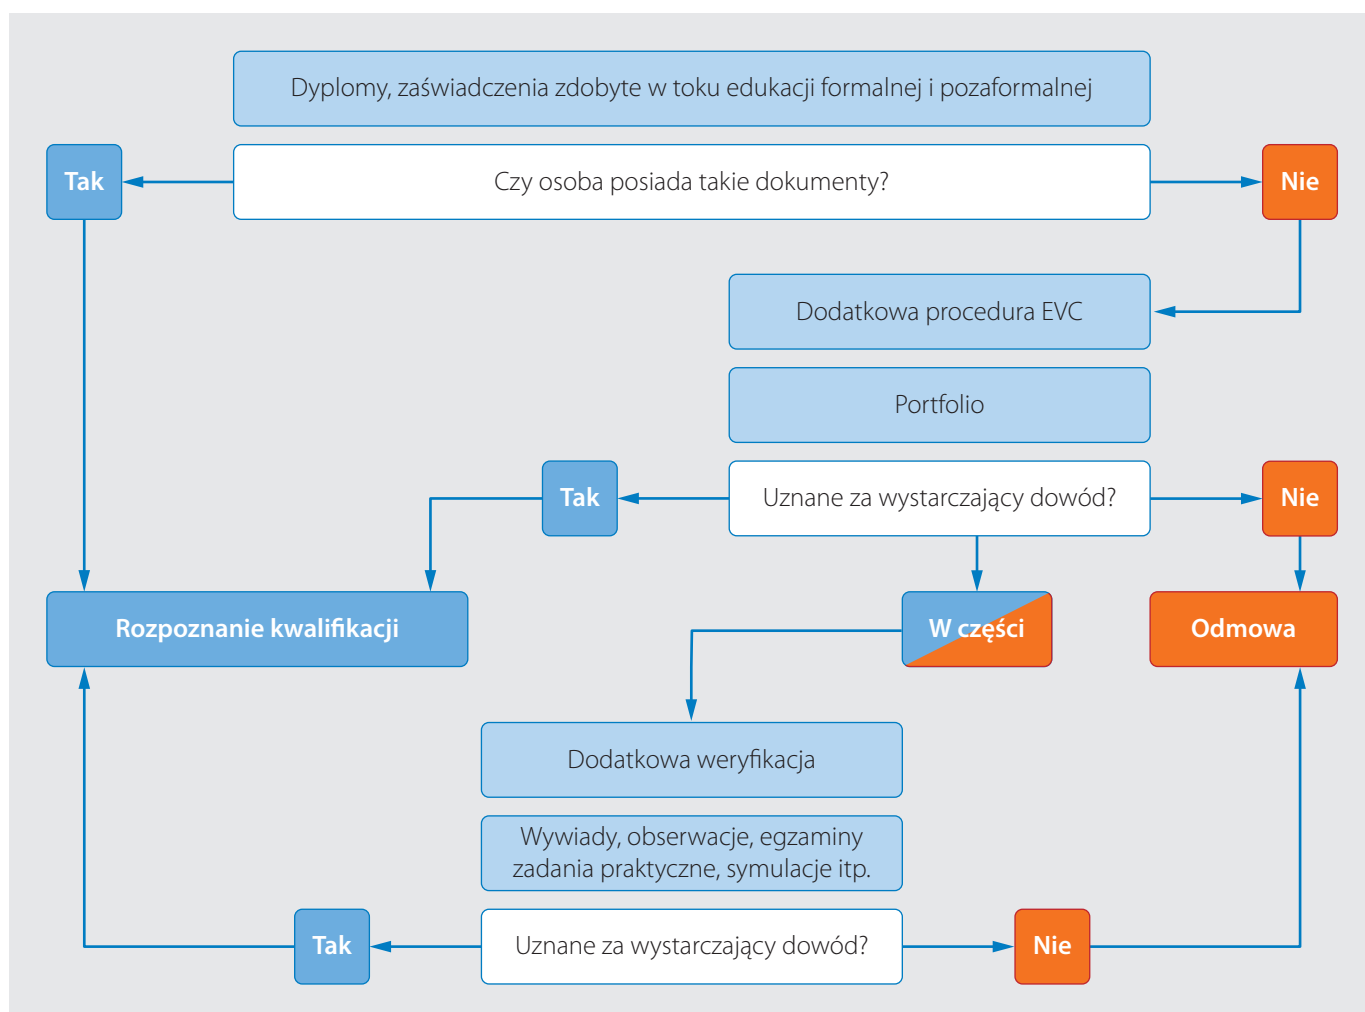 Dyplomy, zaświadczenia zdobyte w toku edukacji formalnej i pozaformalnej
Tak
Czy osoba posiada takie dokumenty?
Nie
Dodatkowa procedura EVC
Portfolio
Tak
Uznane za wystarczający dowód?
Nie
Rozpoznanie kwalifikacji
W części
Odmowa
Dodatkowa weryfikacja
Wywiady, obserwacje, egzaminy
zadania praktyczne, symulacje itp.
Tak
Uznane za wystarczający dowód?
Nie